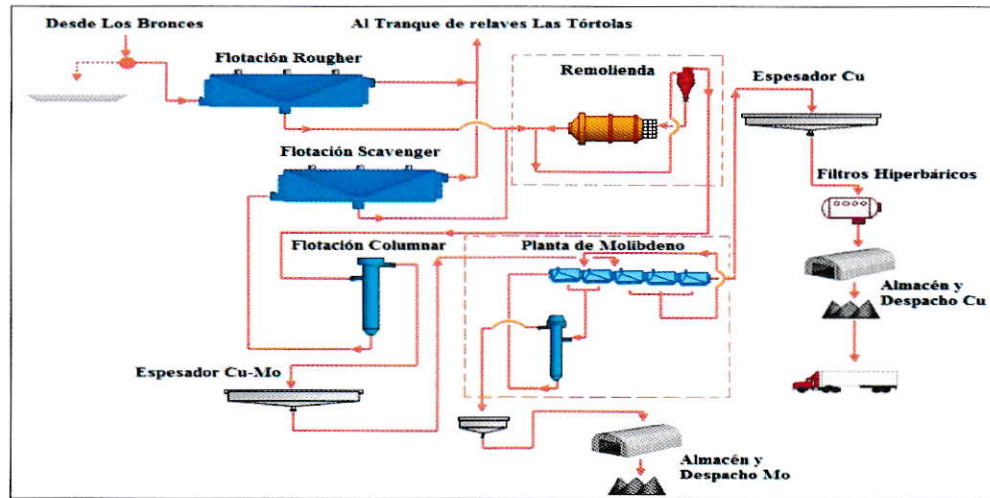 Desde Los Bronces
Al Tranque de relaves Las Tórtolas
Flotación Rougher
Remolienda
Espesador Cu
Flotación Scavenger
Filtros Hiperbáricos
Flotación Columnar
Planta de Molibdeno
Almacén y
Despacho Cu
Espesador Cu-Mo
Almacén y
Despacho Mo